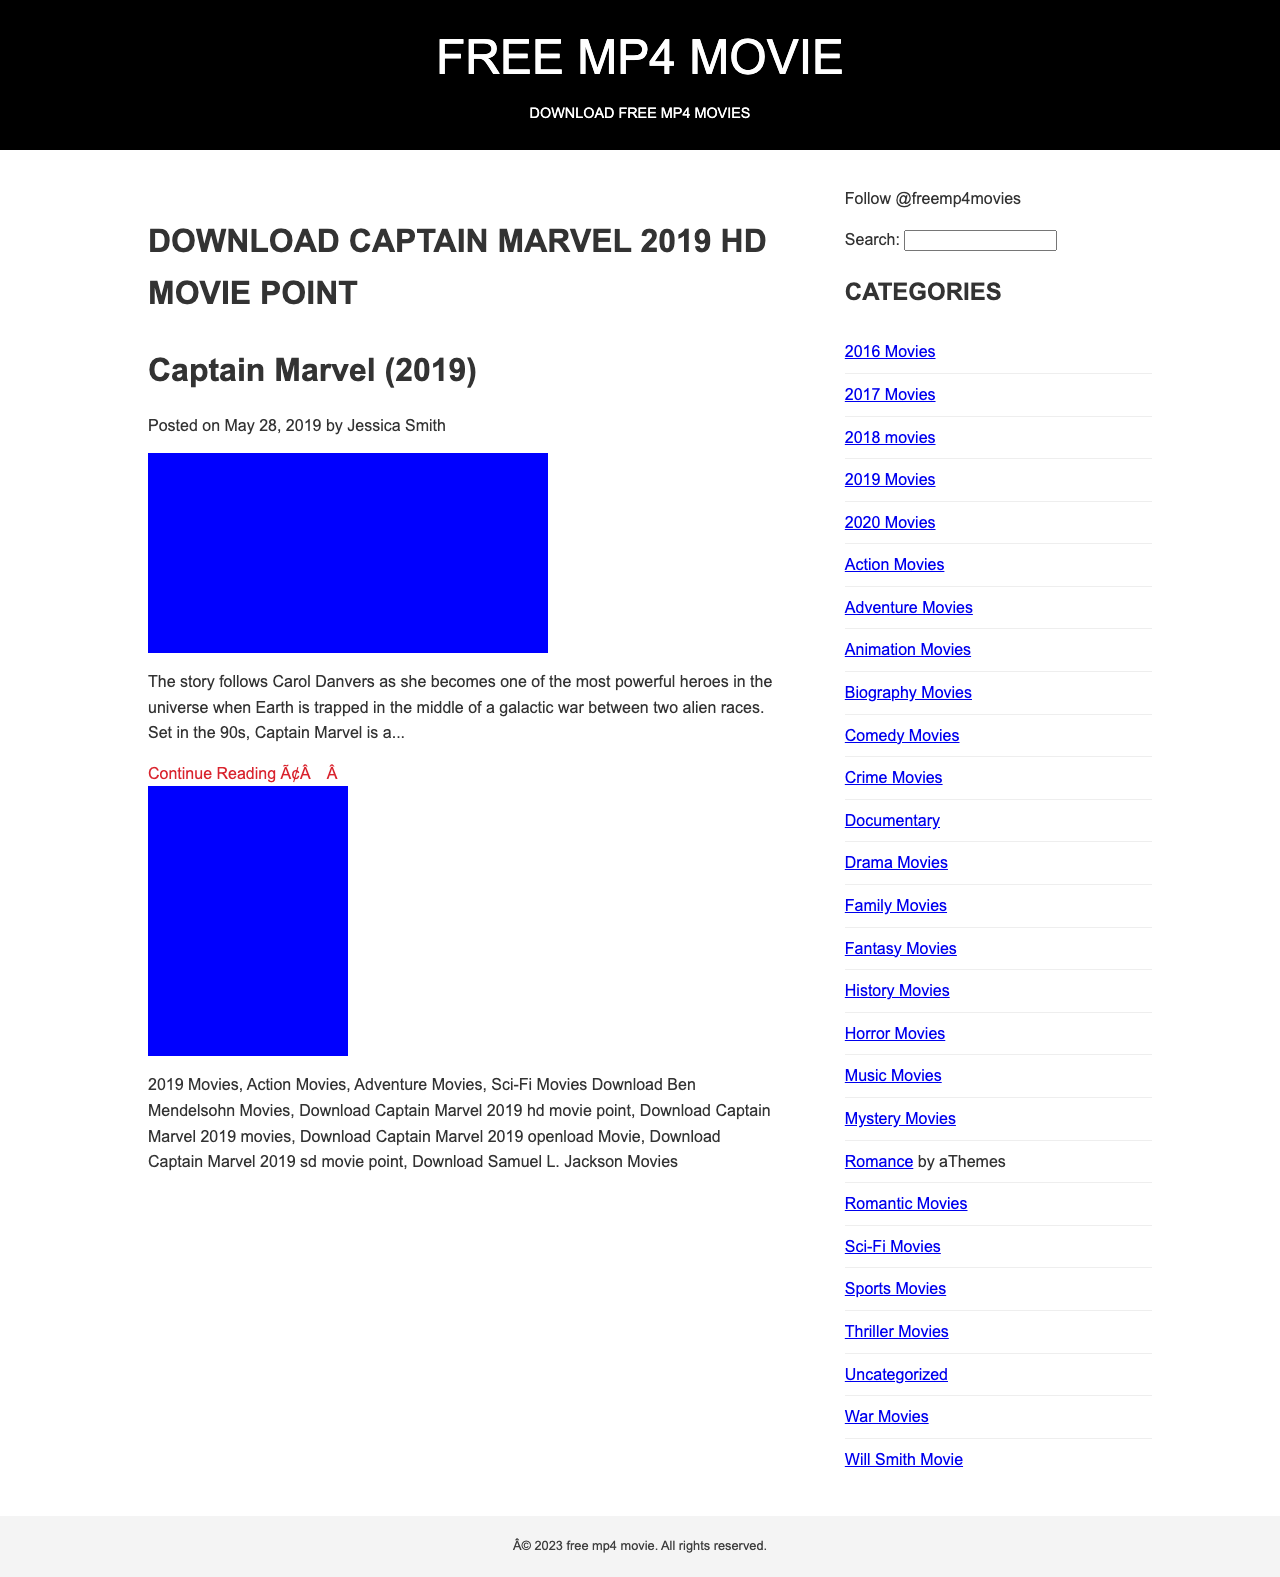 FREE MP4 MOVIE
DOWNLOAD FREE MP4 MOVIES
DOWNLOAD CAPTAIN MARVEL 2019 HD
MOVIE POINT
Captain Marvel (2019)
Posted on May 28, 2019 by Jessica Smith
The story follows Carol Danvers as she becomes one of the most powerful heroes in the
universe when Earth is trapped in the middle of a galactic war between two alien races.
Set in the 90s, Captain Marvel is a...
Continue Reading Ã¢Â Â
2019 Movies, Action Movies, Adventure Movies, Sci-Fi Movies Download Ben
Mendelsohn Movies, Download Captain Marvel 2019 hd movie point, Download Captain
Marvel 2019 movies, Download Captain Marvel 2019 openload Movie, Download
Captain Marvel 2019 sd movie point, Download Samuel L. Jackson Movies
Follow @freemp4movies
Search:
CATEGORIES
2016 Movies
2017 Movies
2018 movies
2019 Movies
2020 Movies
Action Movies
Adventure Movies
Animation Movies
Biography Movies
Comedy Movies
Crime Movies
Documentary
Drama Movies
Family Movies
Fantasy Movies
History Movies
Horror Movies
Music Movies
Mystery Movies
Romance by aThemes
Romantic Movies
Sci-Fi Movies
Sports Movies
Thriller Movies
Uncategorized
War Movies
Will Smith Movie
Â© 2023 free mp4 movie. All rights reserved.